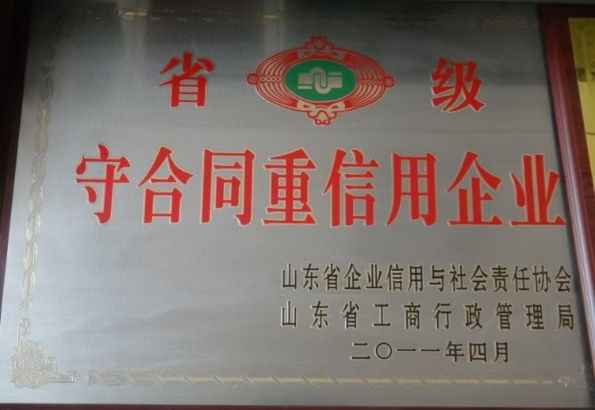 省 级
守合同重信用企业
山东省企业信用与社会责任协会
山东省工商行政管理局
二〇一一年四月